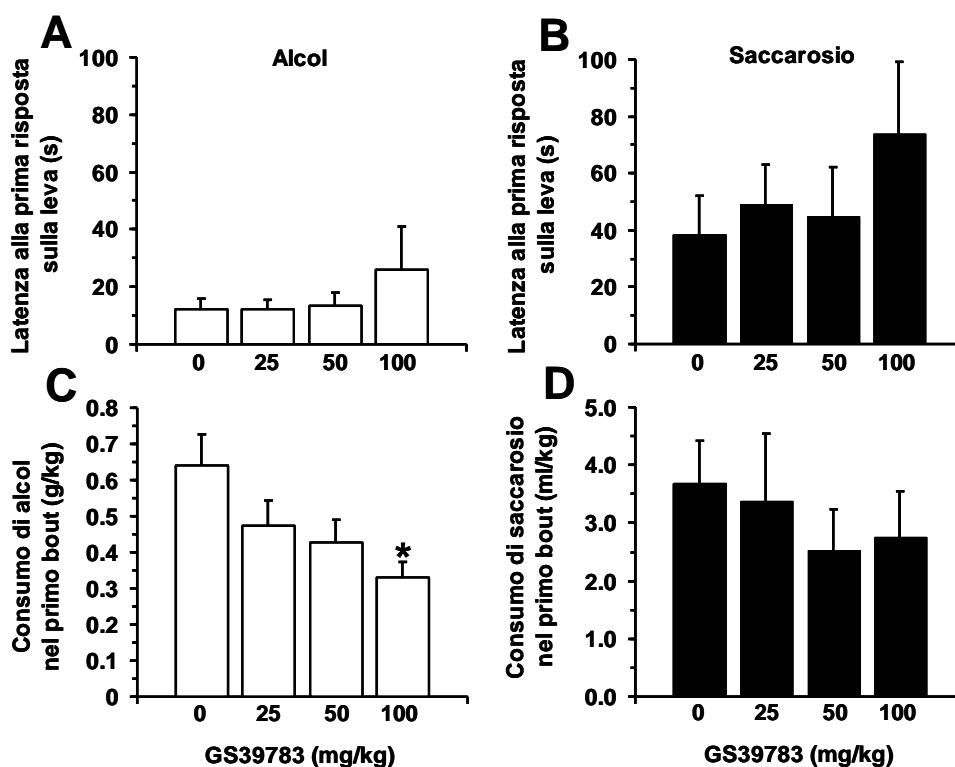 A
Alcol
Latenza alla prima risposta
sulla leva (s)
100
80
60
40
20
0
0 25 50 100
B
Saccarosio
Latenza alla prima risposta
sulla leva (s)
100
80
60
40
20
0
0 25 50 100
C
Consumo di alcol
nel primo bout (g/kg)
0.8
0.7
0.6
0.5
0.4
0.3
0.2
0.1
0
*
0 25 50 100
GS39783 (mg/kg)
D
Consumo di saccarosio
nel primo bout (ml/kg)
5.0
4.0
3.0
2.0
1.0
0.0
0 25 50 100
GS39783 (mg/kg)